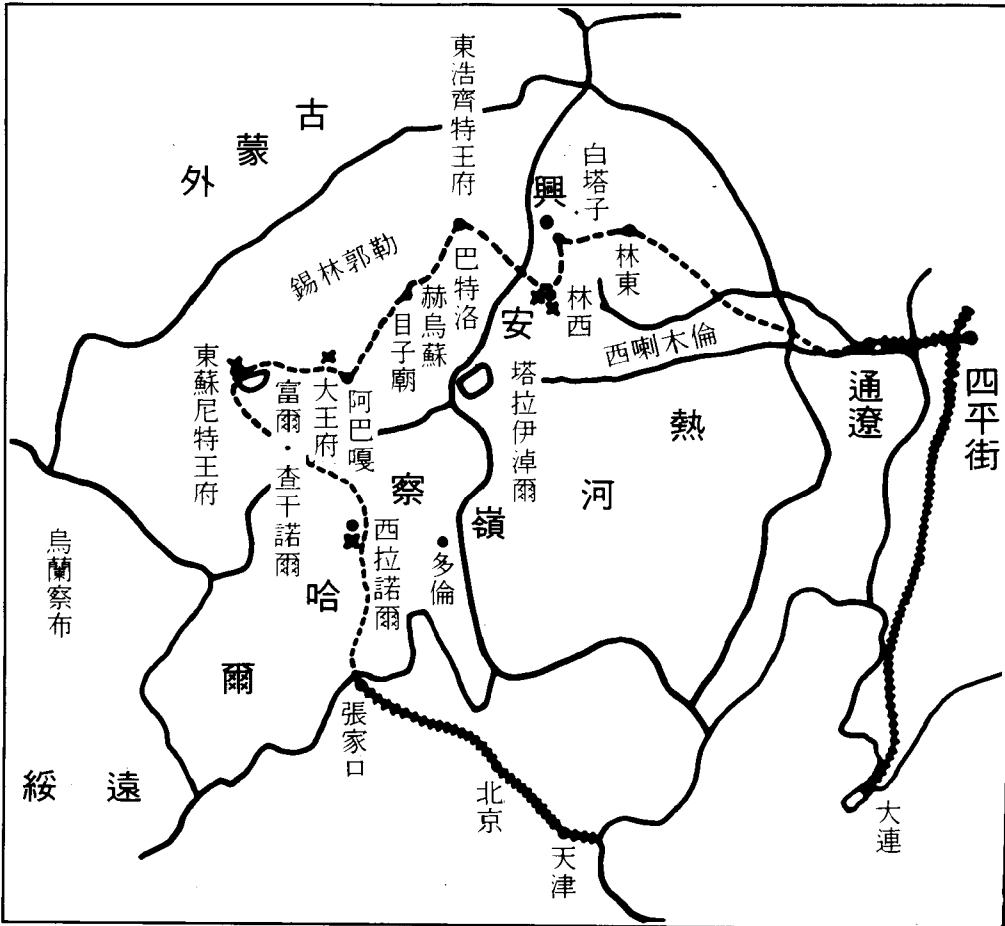 外蒙古
東浩齊特王府
興安嶺
白塔子
林東
錫林郭勒
巴特洛
赫烏蘇
目子廟
林西
西喇木倫
通遼
四平街
東蘇尼特王府
富爾・查干諾爾
大王府
阿巴嘎
塔拉伊淖爾
熱河
察哈爾
西拉諾爾
多倫
烏蘭察布
綏遠
張家口
北京
天津
大連